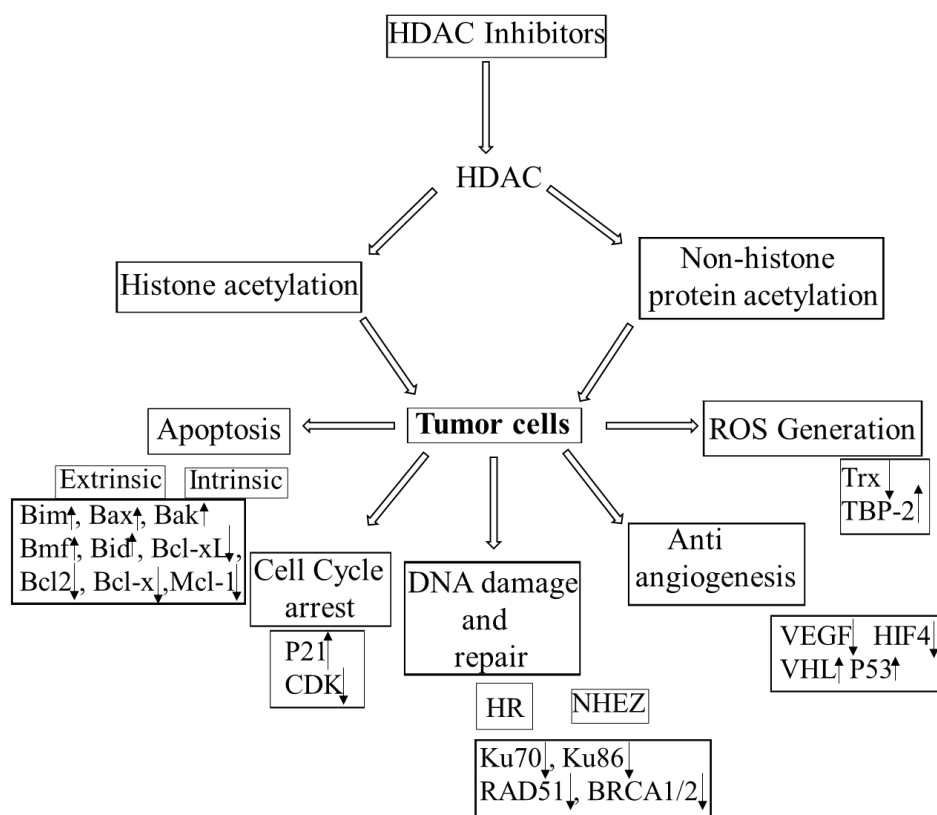 HDAC Inhibitors
HDAC
Histone acetylation
Non-histone
protein acetylation
Tumor cells
Apoptosis
ROS Generation
Extrinsic
Intrinsic
Bim↑, Bax↑, Bak↑
Bmf↑, Bid↑, Bcl-xL↓,
Bcl2↓, Bcl-x↓,Mcl-1↓
Trx↓
TBP-2↑
Cell Cycle
arrest
P21↑
CDK↓
DNA damage
and
repair
HR
NHEZ
Ku70↓, Ku86↓
RAD51↓, BRCA1/2↓
Anti
angiogenesis
VEGF↓ HIF4↓
VHL↑ P53↑